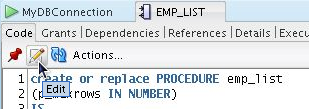 MyDBConnection EMP_LIST
Code Grants Dependencies References Details Execu
Actions...
Edit
1 create or replace PROCEDURE emp_list
2 rows IN NUMBER)
3 IS